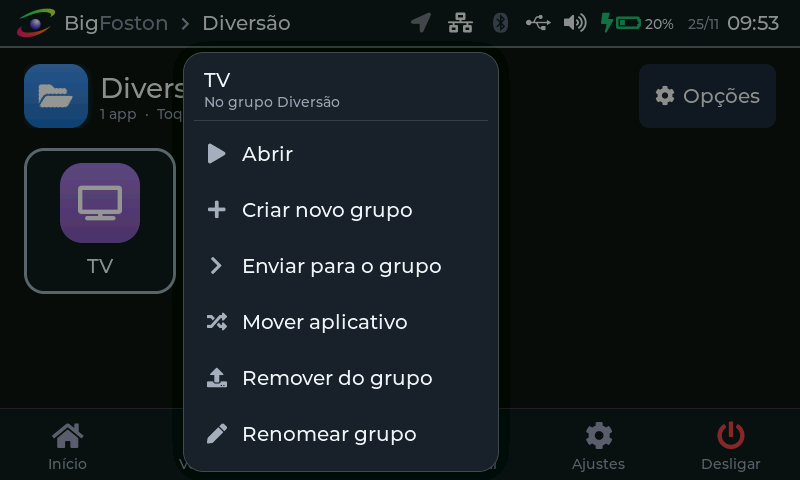 BigFoston > Diversão 20% 25/11 09:53
TV
No grupo Diversão
Divers
1 app · Toq
Opções
Abrir
Criar novo grupo
Enviar para o grupo
Mover aplicativo
Remover do grupo
Renomear grupo
TV
Início
Ajustes
Desligar